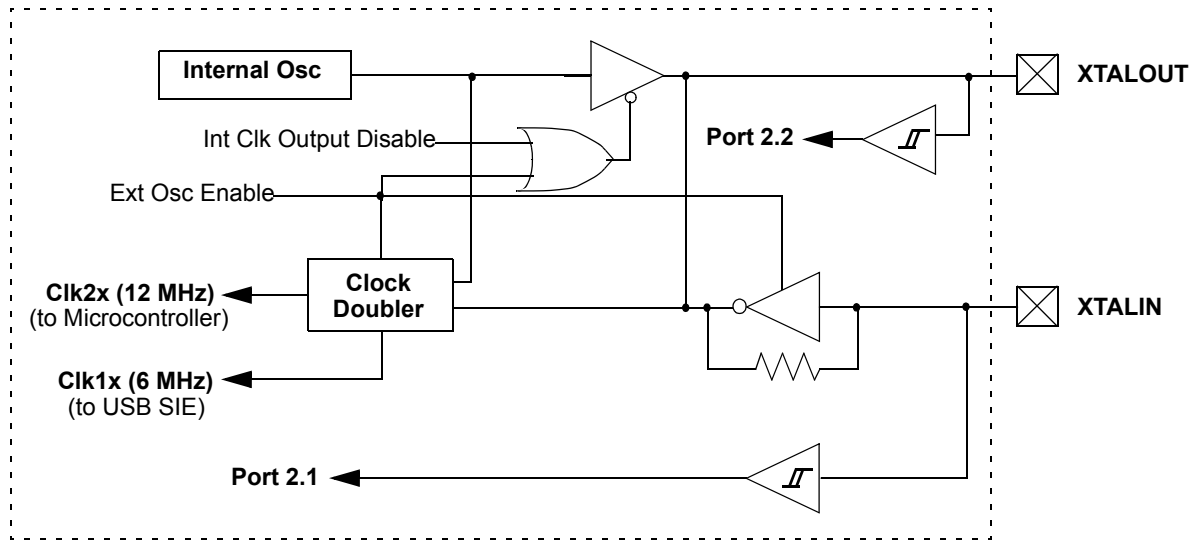 Internal Osc
XTALOUT
Int Clk Output Disable
Port 2.2
Ext Osc Enable
Clock
Doubler
Clk2x (12 MHz)
(to Microcontroller)
XTALIN
Clk1x (6 MHz)
(to USB SIE)
Port 2.1